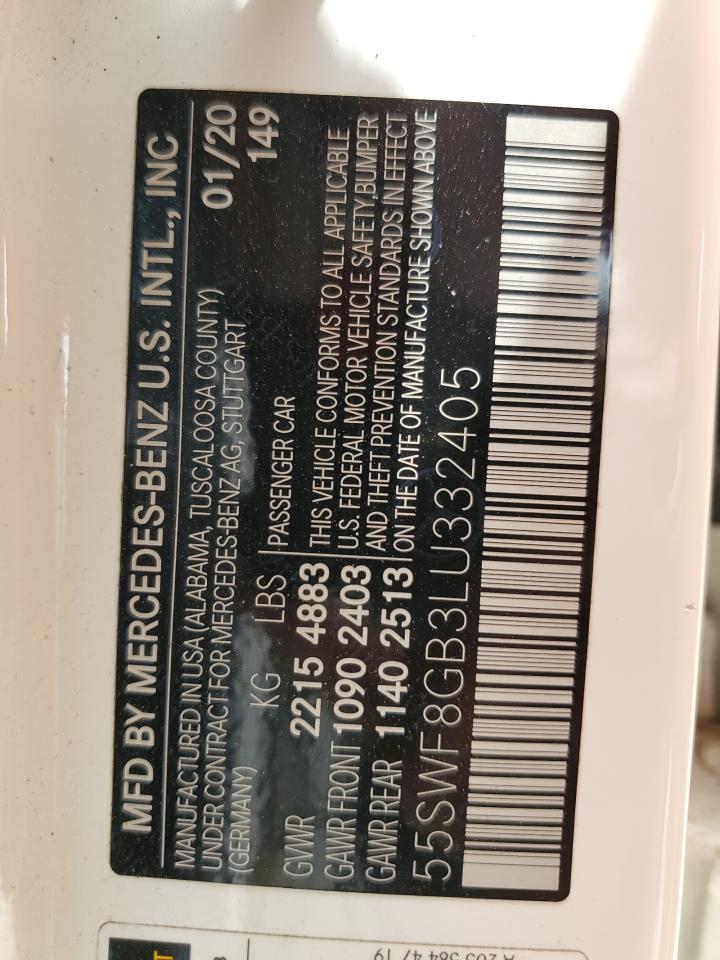 MFD BY MERCEDES-BENZ U.S. INTL., INC
MANUFACTURED IN USA (ALABAMA, TUSCALOOSA COUNTY) 01/20
UNDER CONTRACT FOR MERCEDES-BENZ AG, STUTTGART
(GERMANY) 149
KG LBS PASSENGER CAR
GVWR 2215 4883 THIS VEHICLE CONFORMS TO ALL APPLICABLE
GAWR FRONT 1090 2403 U.S. FEDERAL MOTOR VEHICLE SAFETY, BUMPER
GAWR REAR 1140 2513 AND THEFT PREVENTION STANDARDS IN EFFECT
ON THE DATE OF MANUFACTURE SHOWN ABOVE
55SWF8GB3LU332405
A 205 584 4719